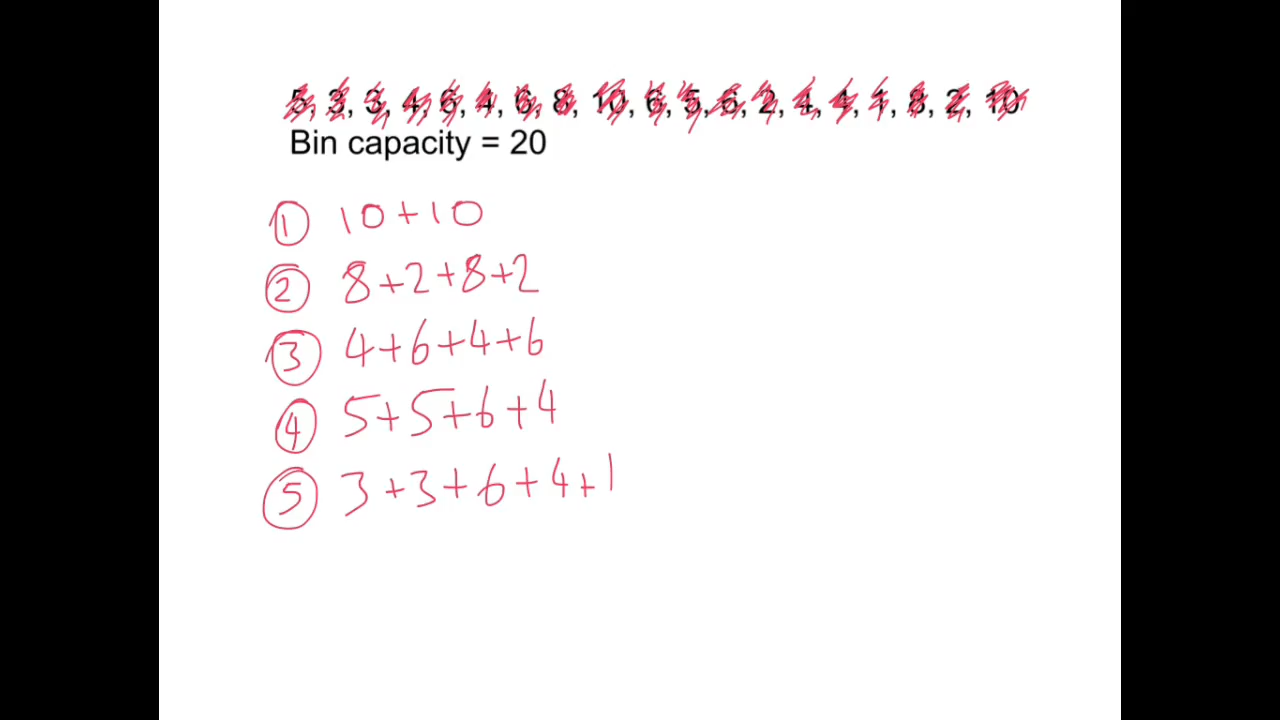 5, 3, 3, 4, 6, 4, 6, 8, 10, 6, 5, 6, 2, 4, 4, 1, 8, 2, 10
Bin capacity = 20
① 10+10
② 8+2+8+2
③ 4+6+4+6
④ 5+5+6+4
⑤ 3+3+6+4+1